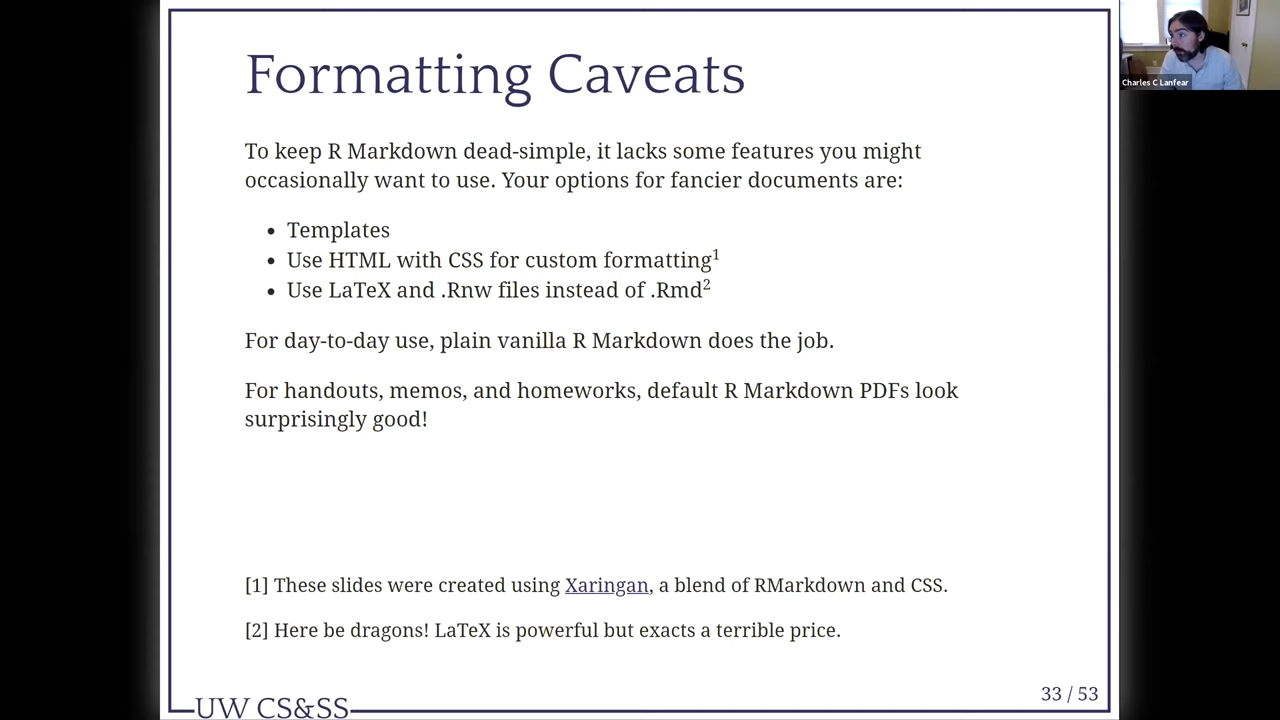 Formatting Caveats
To keep R Markdown dead-simple, it lacks some features you might
occasionally want to use. Your options for fancier documents are:
• Templates
• Use HTML with CSS for custom formatting1
• Use LaTeX and .Rnw files instead of .Rmd2
For day-to-day use, plain vanilla R Markdown does the job.
For handouts, memos, and homeworks, default R Markdown PDFs look
surprisingly good!
[1] These slides were created using Xaringan, a blend of RMarkdown and CSS.
[2] Here be dragons! LaTeX is powerful but exacts a terrible price.
UW CS&SS
33 / 53
Charles C Lanfear